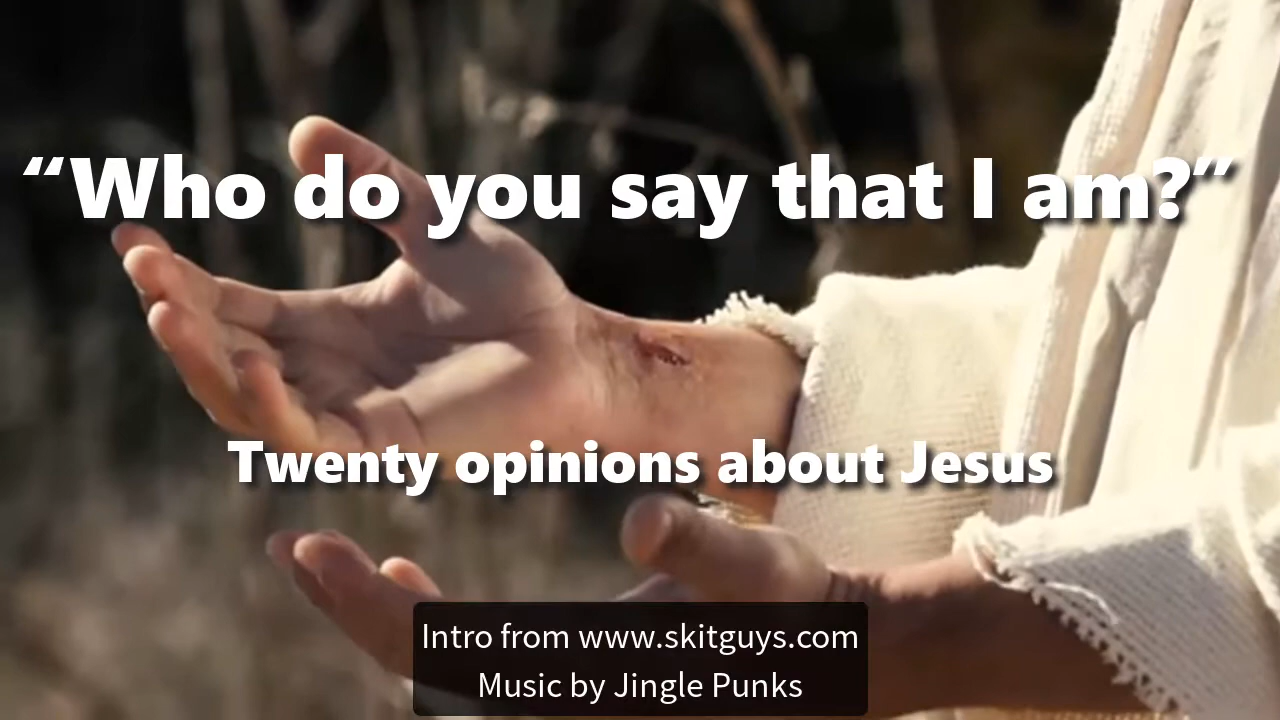 “Who do you say that I am?”
Twenty opinions about Jesus
Intro from www.skitguys.com
Music by Jingle Punks